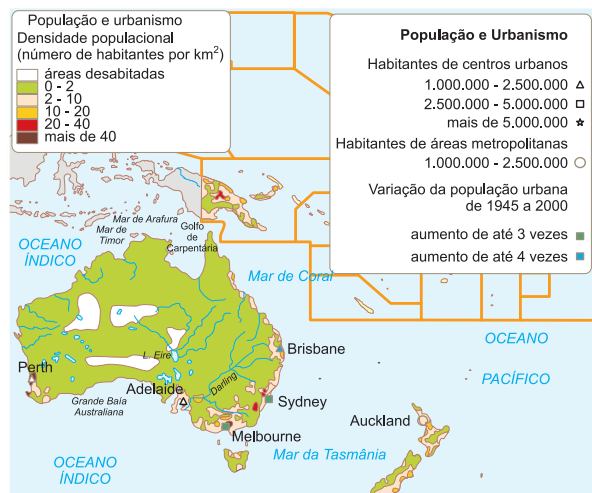 População e urbanismo
Densidade populacional
(número de habitantes por km²)
áreas desabitadas
0 - 2
2 - 10
10 - 20
20 - 40
mais de 40
População e Urbanismo
Habitantes de centros urbanos
1.000.000 - 2.500.000
2.500.000 - 5.000.000
mais de 5.000.000
Habitantes de áreas metropolitanas
1.000.000 - 2.500.000
Variação da população urbana
de 1945 a 2000
aumento de até 3 vezes
aumento de até 4 vezes
Mar de Arafura
Mar de
Timor
Golfo
de
Carpentária
OCEANO
ÍNDICO
Mar de Coral
OCEANO
PACÍFICO
Brisbane
L. Eire
Perth
Adelaide
Darling
Grande Baía
Australiana
Sydney
Auckland
Melbourne
Mar da Tasmânia
OCEANO
ÍNDICO